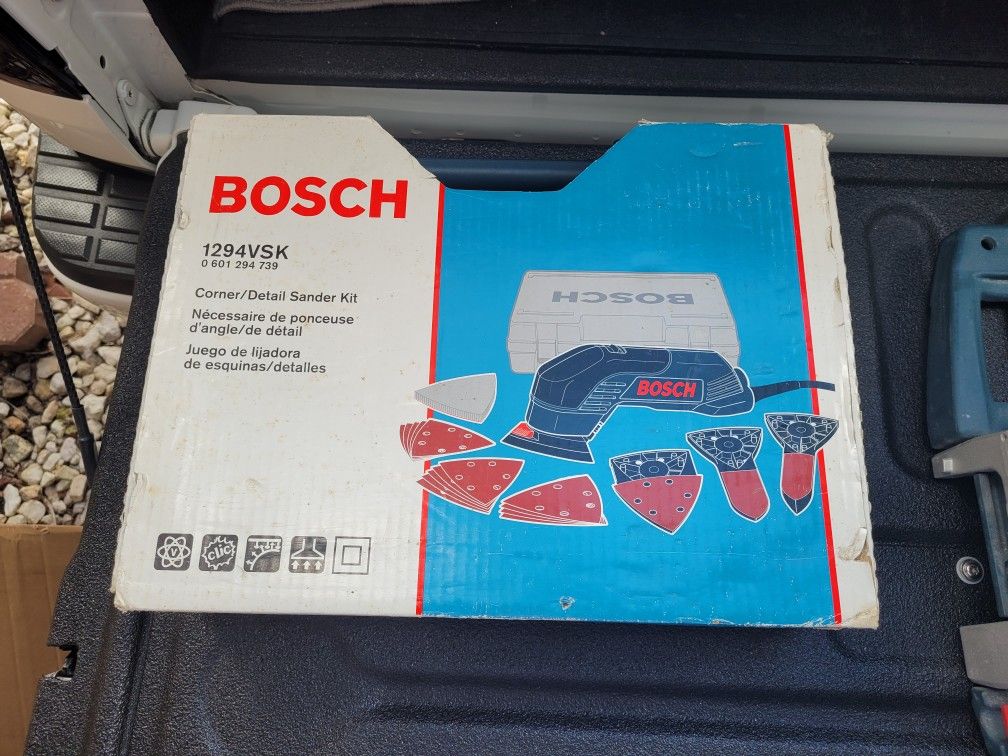 BOSCH
1294VSK
0 601 294 739
Corner/Detail Sander Kit
Nécessaire de ponceuse
d'angle/de détail
Juego de lijadora
de esquinas/detalles
BOSCH
BOSCH
V
CLIC